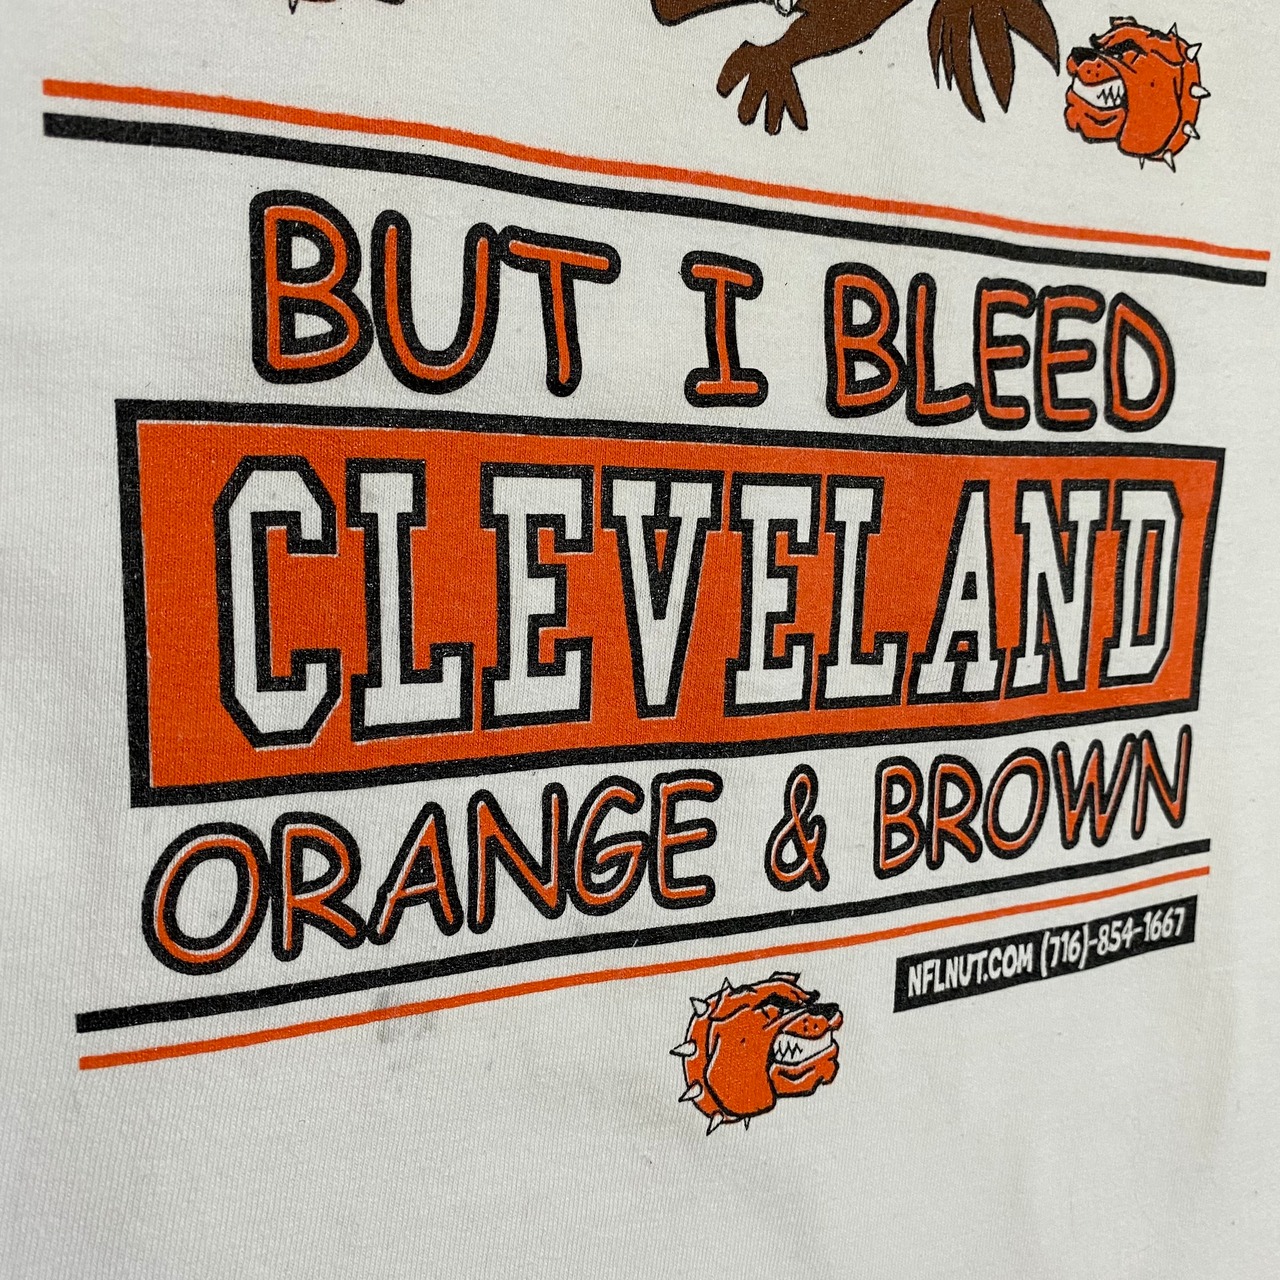 BUT I BLEED
CLEVELAND
ORANGE & BROWN
NFLNUT.COM (716)-854-1667